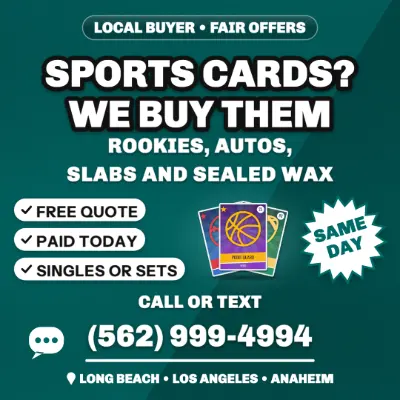 LOCAL BUYER • FAIR OFFERS
SPORTS CARDS?
WE BUY THEM
ROOKIES, AUTOS,
SLABS AND SEALED WAX
FREE QUOTE
PAID TODAY
SINGLES OR SETS
SAME
DAY
CALL OR TEXT
(562) 999-4994
LONG BEACH • LOS ANGELES • ANAHEIM